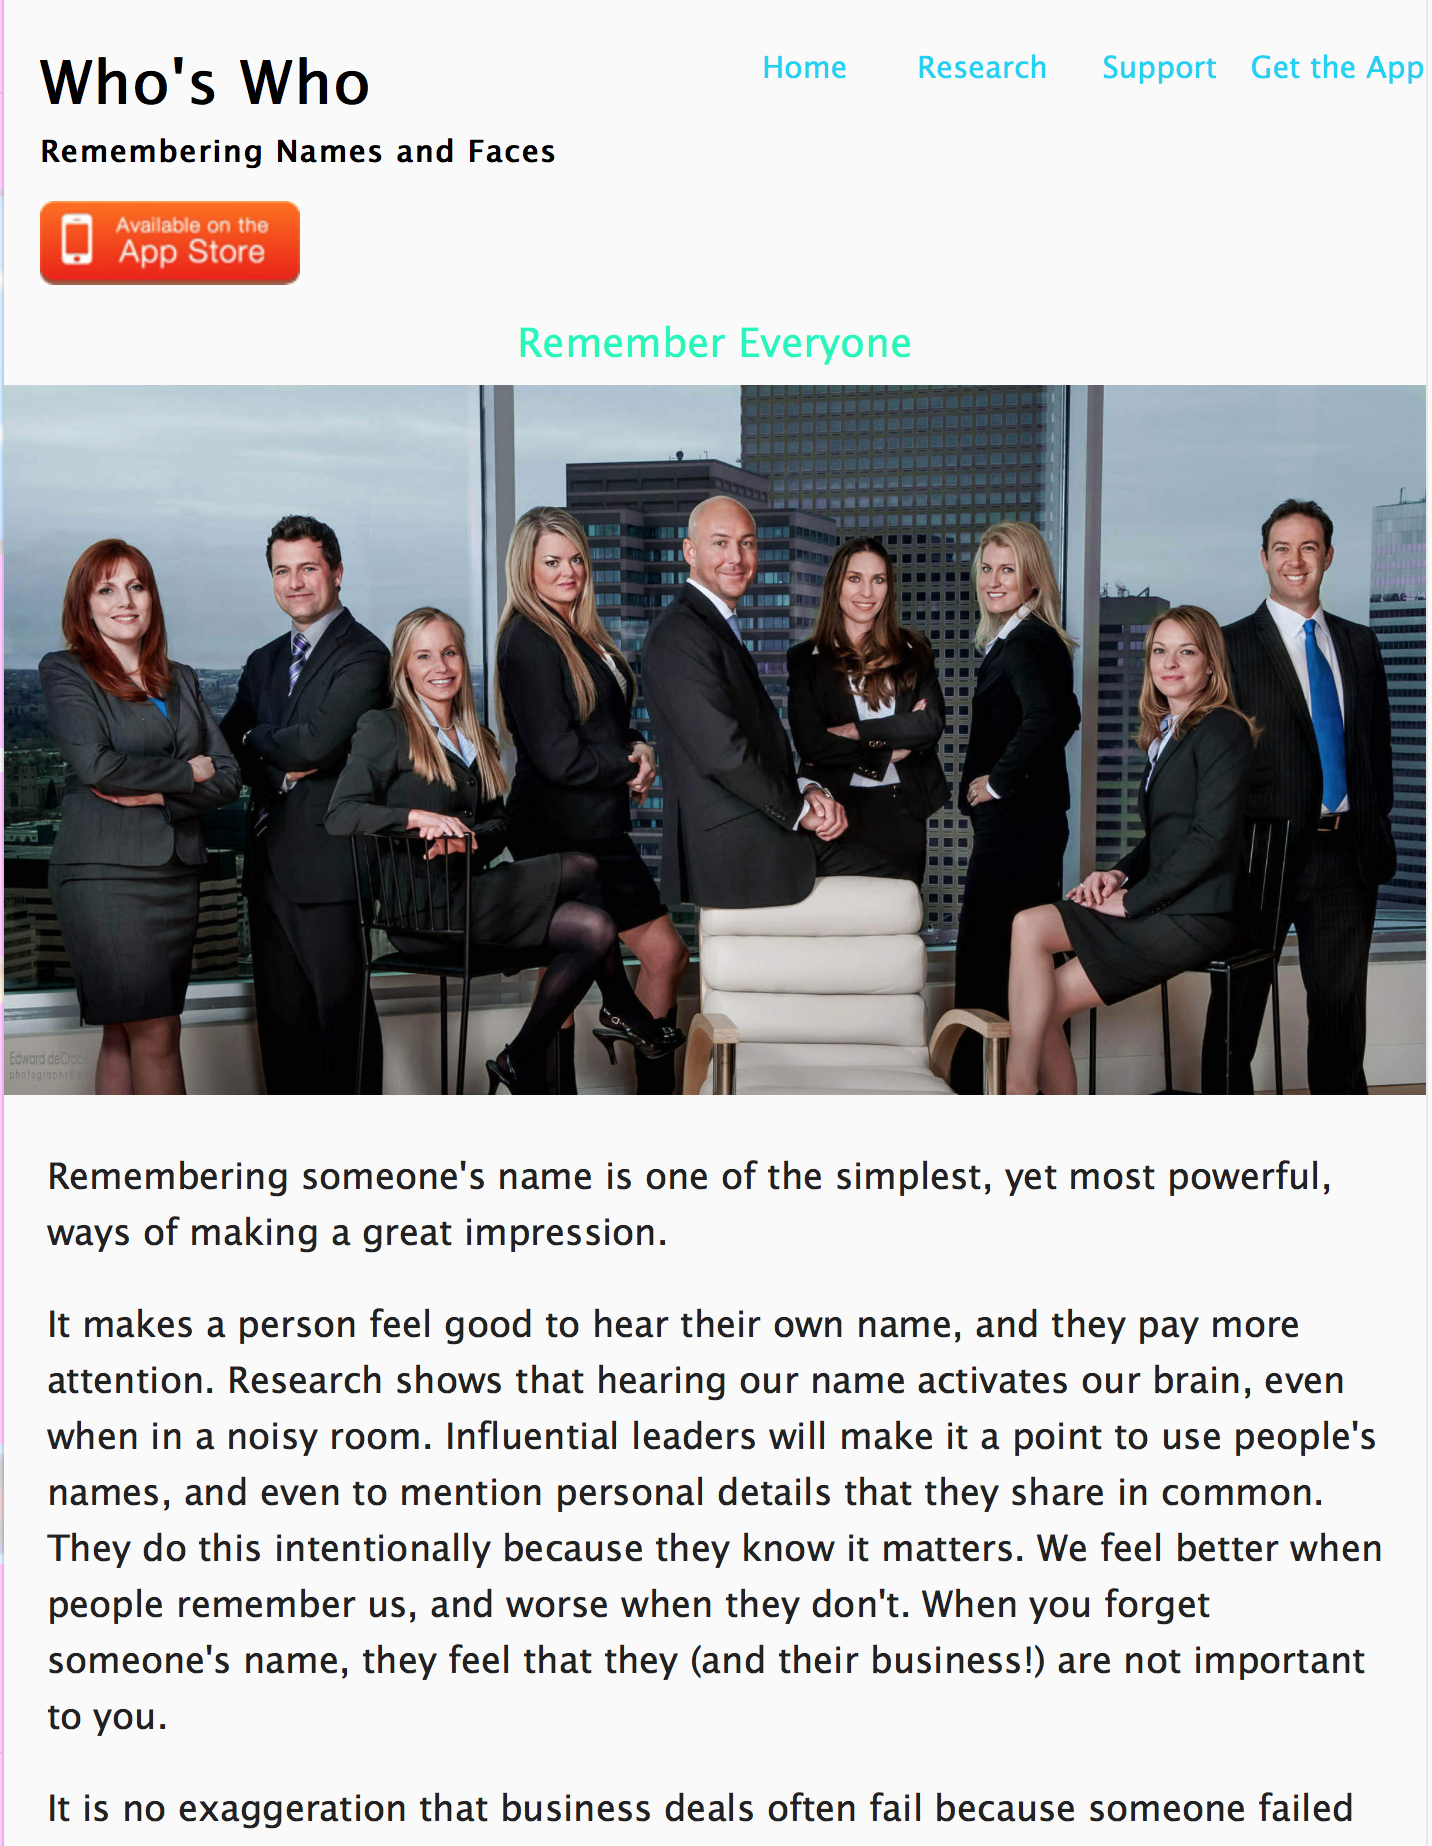 Who's Who
Home Research Support Get the App
Remembering Names and Faces
Available on the
App Store
Remember Everyone
Edward deCroce
photography©
Remembering someone's name is one of the simplest, yet most powerful,
ways of making a great impression.
It makes a person feel good to hear their own name, and they pay more
attention. Research shows that hearing our name activates our brain, even
when in a noisy room. Influential leaders will make it a point to use people's
names, and even to mention personal details that they share in common.
They do this intentionally because they know it matters. We feel better when
people remember us, and worse when they don't. When you forget
someone's name, they feel that they (and their business!) are not important
to you.
It is no exaggeration that business deals often fail because someone failed